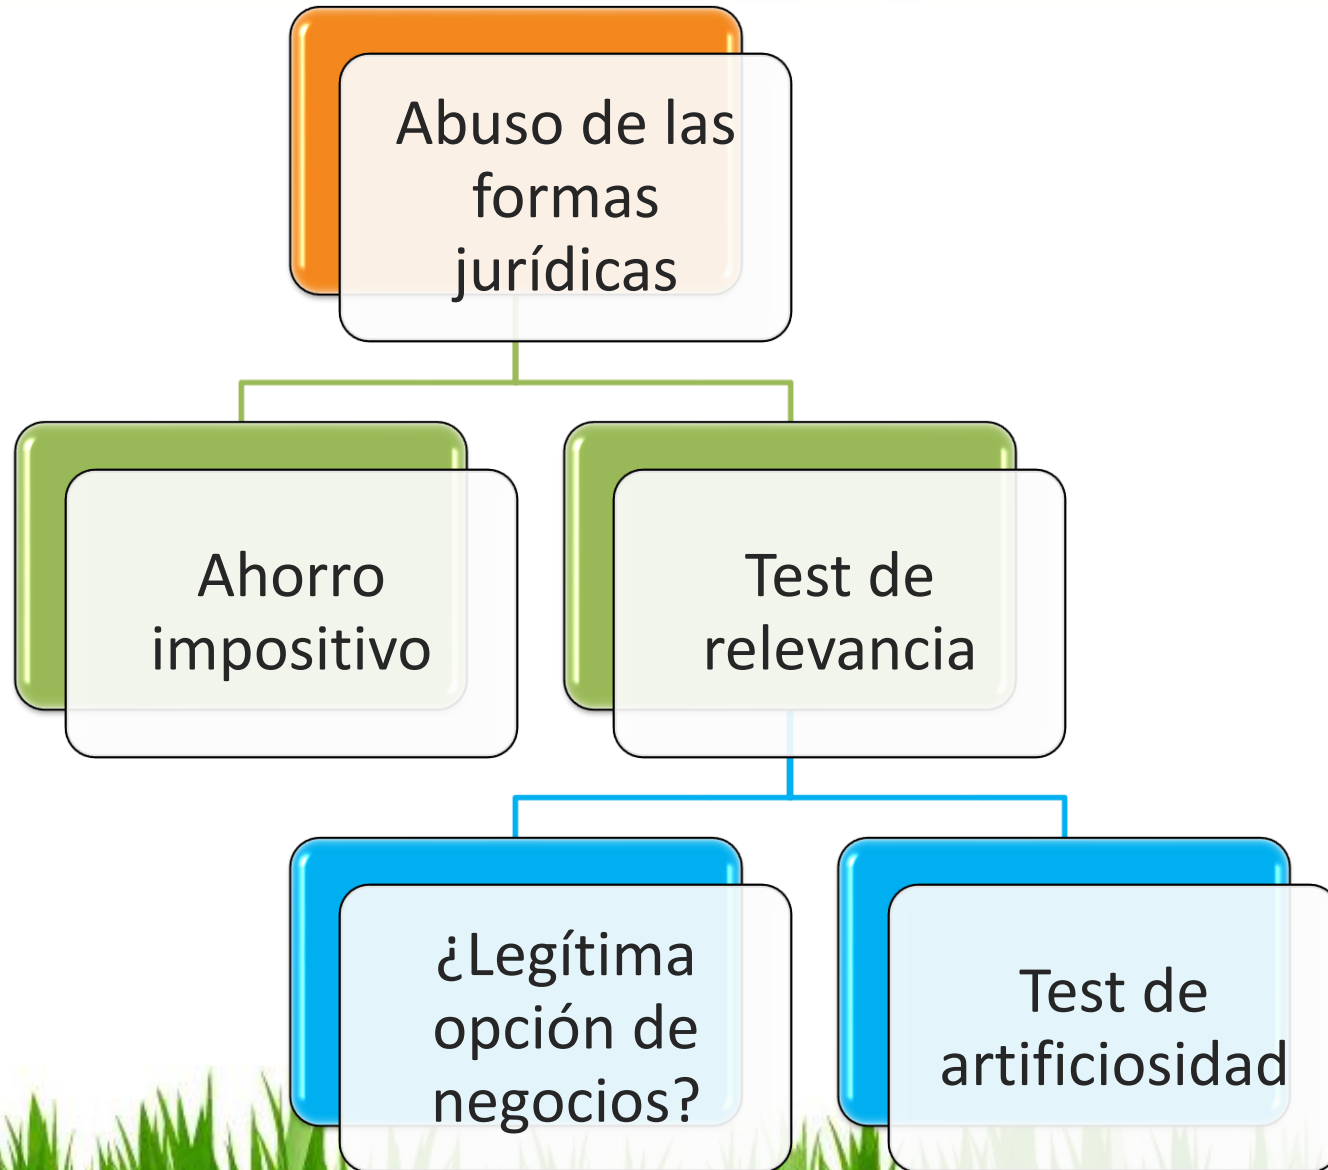 Abuso de las
formas
jurídicas
Ahorro
impositivo
Test de
relevancia
¿Legítima
opción de
negocios?
Test de
artificiosidad